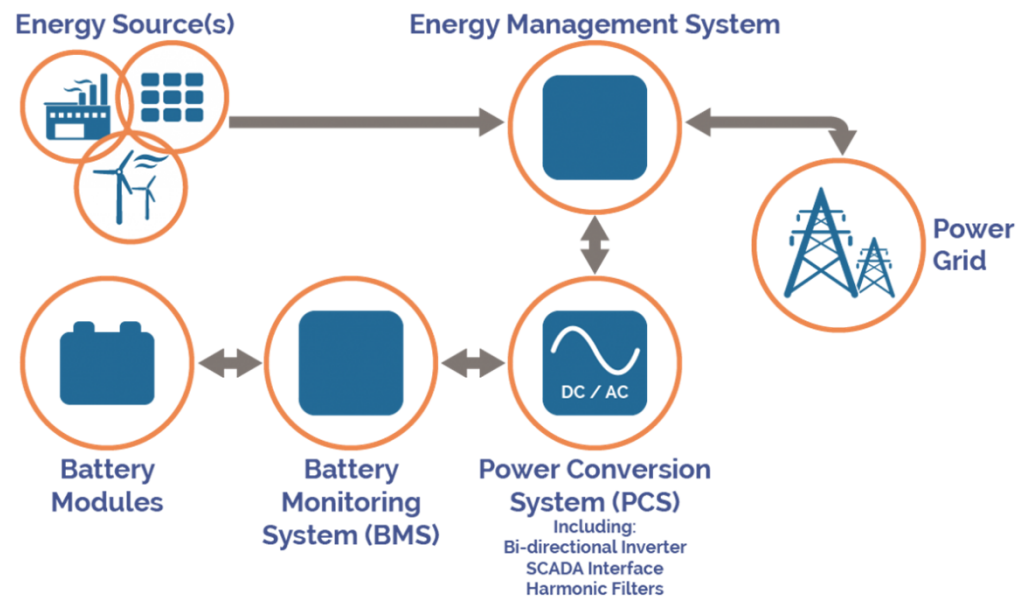 Energy Source(s)
Energy Management System
Power
Grid
DC / AC
Battery
Modules
Battery
Monitoring
System (BMS)
Power Conversion
System (PCS)
Including:
Bi-directional Inverter
SCADA Interface
Harmonic Filters